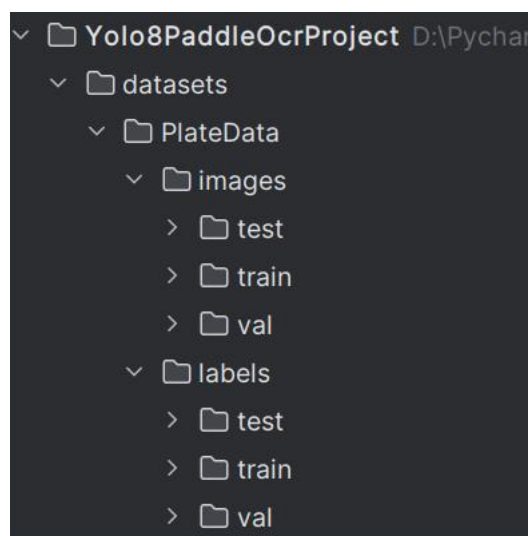 Yolo8PaddleOcrProject D:\Pychar
datasets
PlateData
images
test
train
val
labels
test
train
val